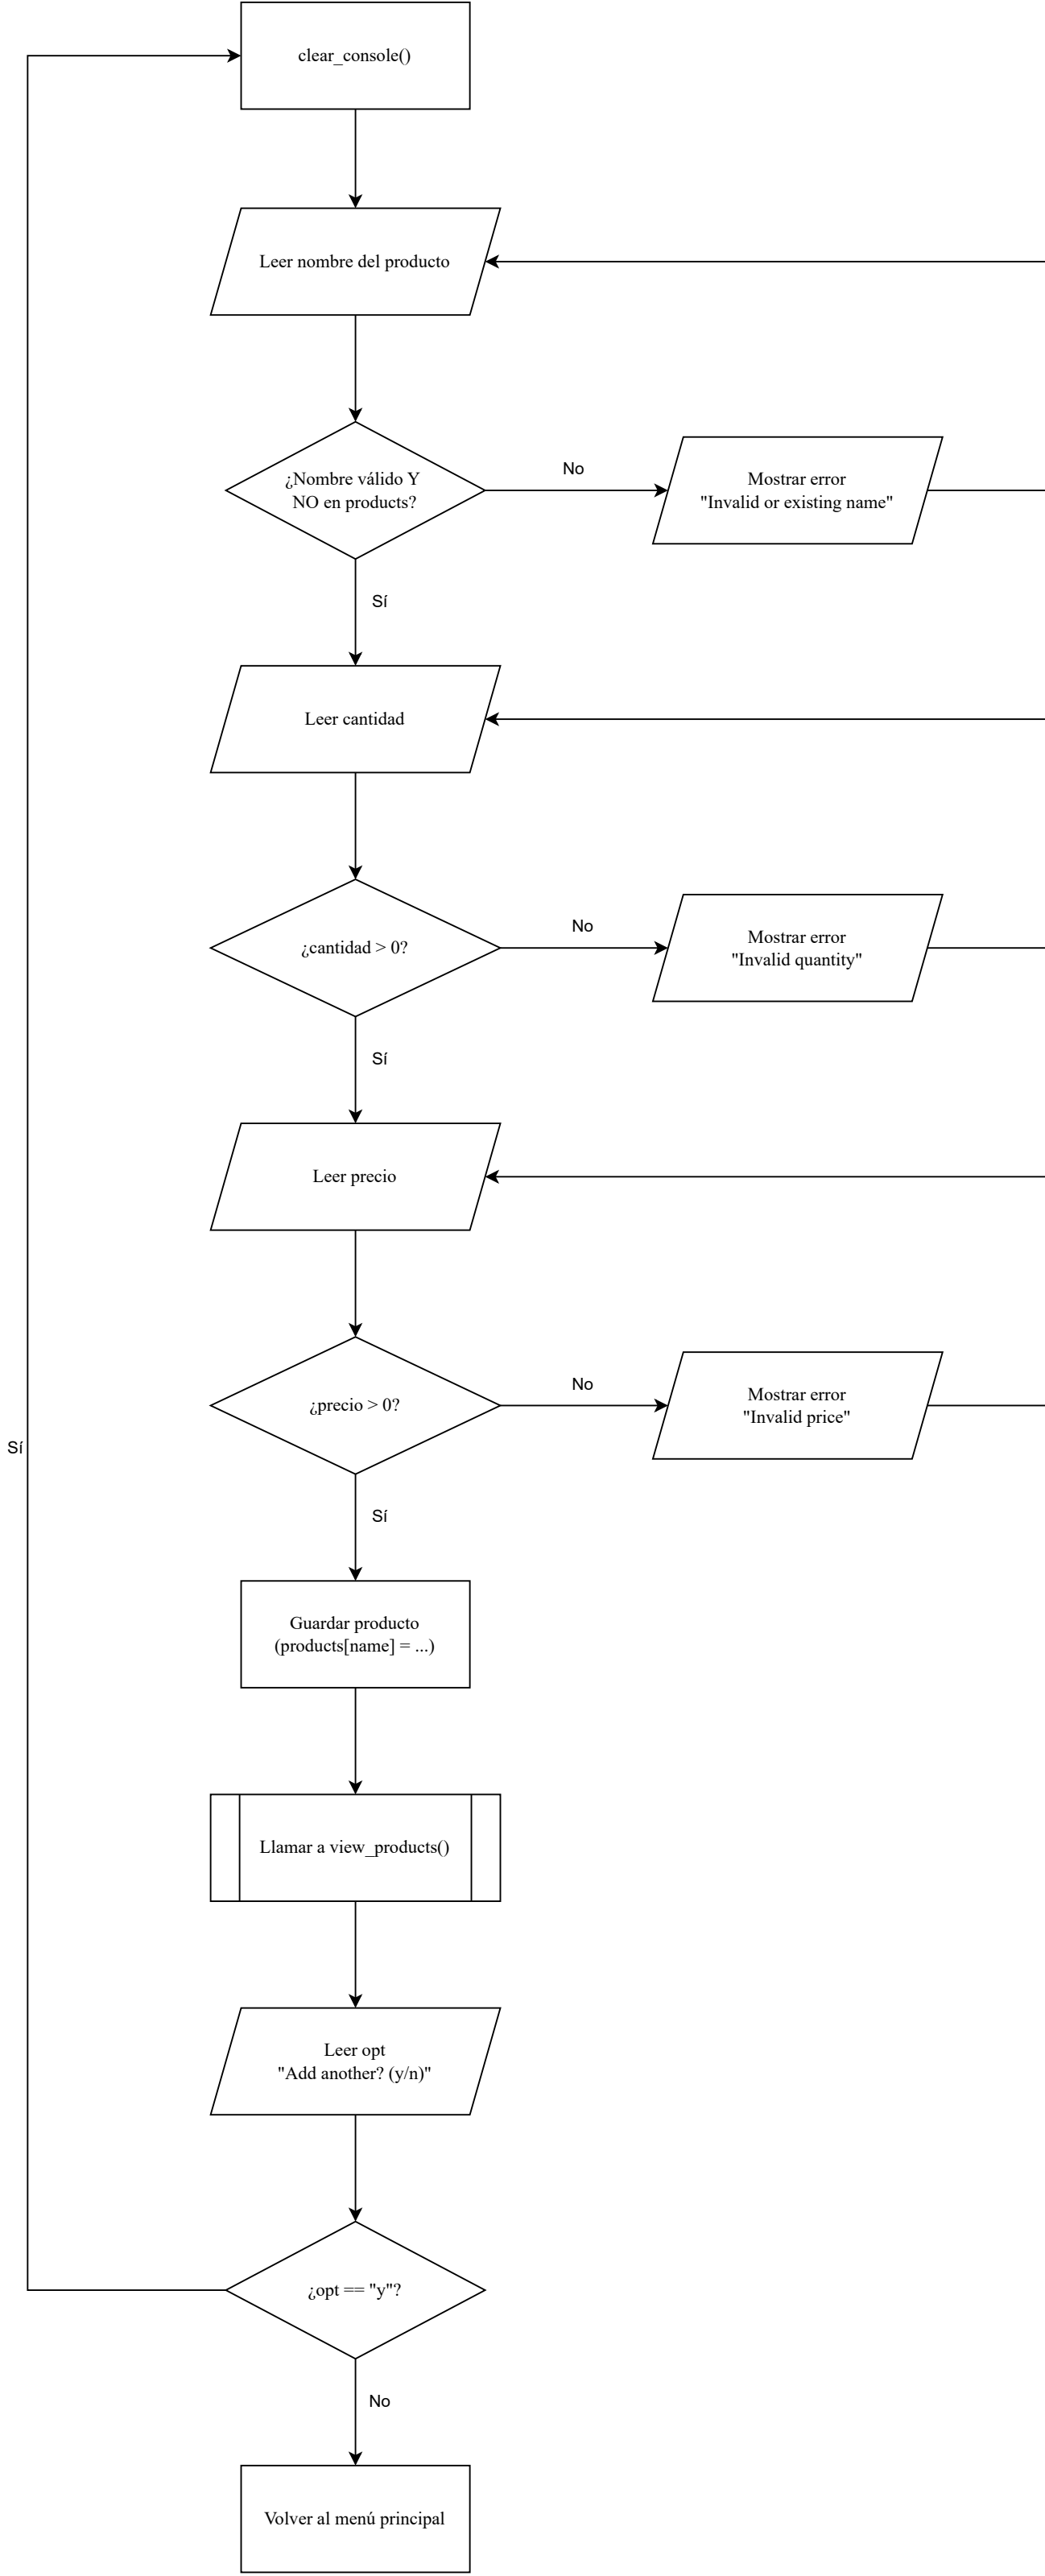 clear_console()
Leer nombre del producto
¿Nombre válido Y
NO en products?
No
Mostrar error
"Invalid or existing name"
Sí
Leer cantidad
¿cantidad > 0?
No
Mostrar error
"Invalid quantity"
Sí
Leer precio
¿precio > 0?
No
Mostrar error
"Invalid price"
Sí
Sí
Guardar producto
(products[name] = ...)
Llamar a view_products()
Leer opt
"Add another? (y/n)"
¿opt == "y"?
No
Volver al menú principal